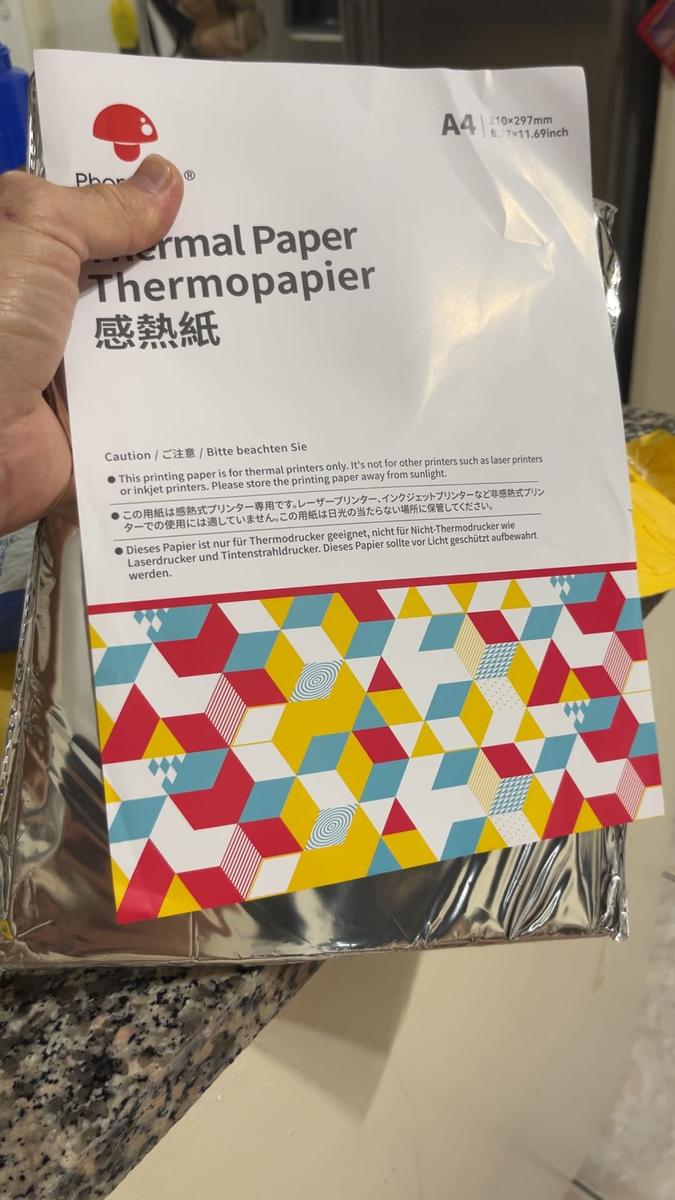 A4 210×297mm
11.69inch
®
Thermal Paper
Thermopapier
感熱紙
Caution / ご注意 / Bitte beachten Sie
● This printing paper is for thermal printers only. It's not for other printers such as laser printers
or inkjet printers. Please store the printing paper away from sunlight.
● この用紙は感熱式プリンター専用です。レーザープリンター、インクジェットプリンターなど非感熱式プリン
ターでの使用には適していません。この用紙は日光の当たらない場所に保管してください。
● Dieses Papier ist nur für Thermodrucker geeignet, nicht für Nicht-Thermodrucker wie
Laserdrucker und Tintenstrahldrucker. Dieses Papier sollte vor Licht geschützt aufbewahrt
werden.